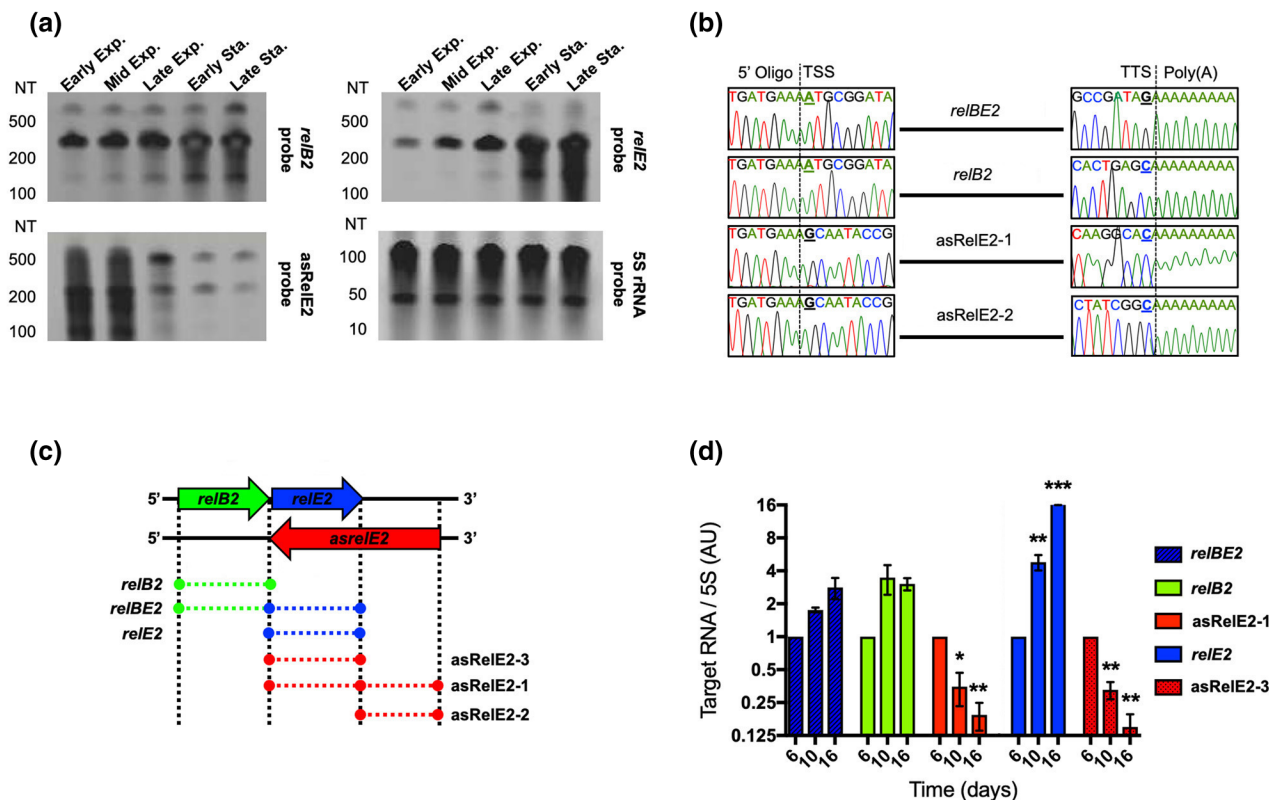 (a)
Early Exp.
Mid Exp.
Late Exp.
Early Sta.
Late Sta.
NT
500
200
100
relB2
probe
Early Exp.
Mid Exp.
Late Exp.
Early Sta.
Late Sta.
NT
500
200
100
relE2
probe
NT
500
200
100
asRelE2
probe
NT
100
50
10
5S rRNA
probe
(b)
5' Oligo TSS
TTS Poly(A)
TGATGAAAATGCGGATA
relBE2
GCCGATAGAAAAAAAAA
TGATGAAAATGCGGATA
relB2
CACTGAGCAAAAAAAAA
TGATGAAAGCAATACCG
asRelE2-1
CAAGGCACAAAAAAAAA
TGATGAAAGCAATACCG
asRelE2-2
CTATCGGCAAAAAAAAA
(c)
5' relB2 relE2 3'
5' asrelE2 3'
relB2
relBE2
relE2
asRelE2-3
asRelE2-1
asRelE2-2
(d)
Target RNA / 5S (AU)
16
8
4
2
1
0.5
0.25
0.125
* ** ** *** ** **
6 10 16 6 10 16 6 10 16 6 10 16 6 10 16
Time (days)
relBE2
relB2
asRelE2-1
relE2
asRelE2-3